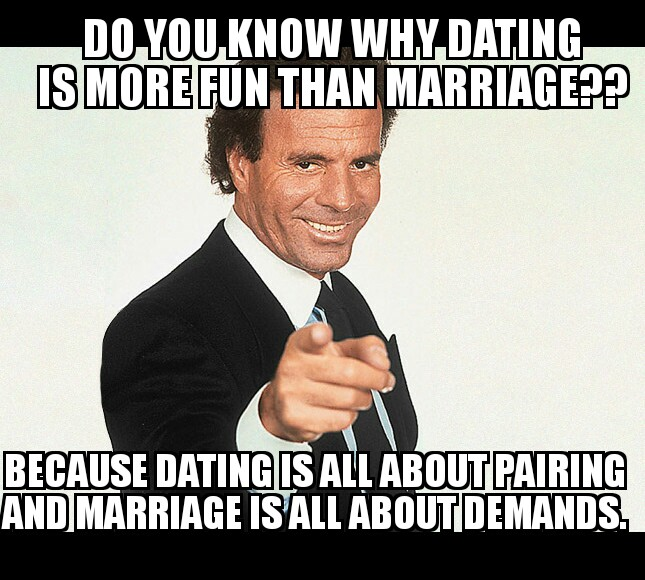 DO YOU KNOW WHY DATING
IS MORE FUN THAN MARRIAGE??
BECAUSE DATING IS ALL ABOUT PAIRING
AND MARRIAGE IS ALL ABOUT DEMANDS.